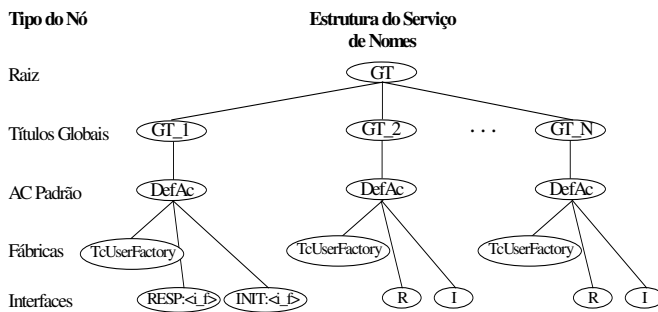 Tipo do Nó
Estrutura do Serviço
de Nomes
Raiz
GT
Títulos Globais
GT_1
GT_2
. . .
GT_N
AC Padrão
DefAc
DefAc
DefAc
Fábricas
TcUserFactory
TcUserFactory
TcUserFactory
Interfaces
RESP:<i_f>
INIT:<i_f>
R
I
R
I